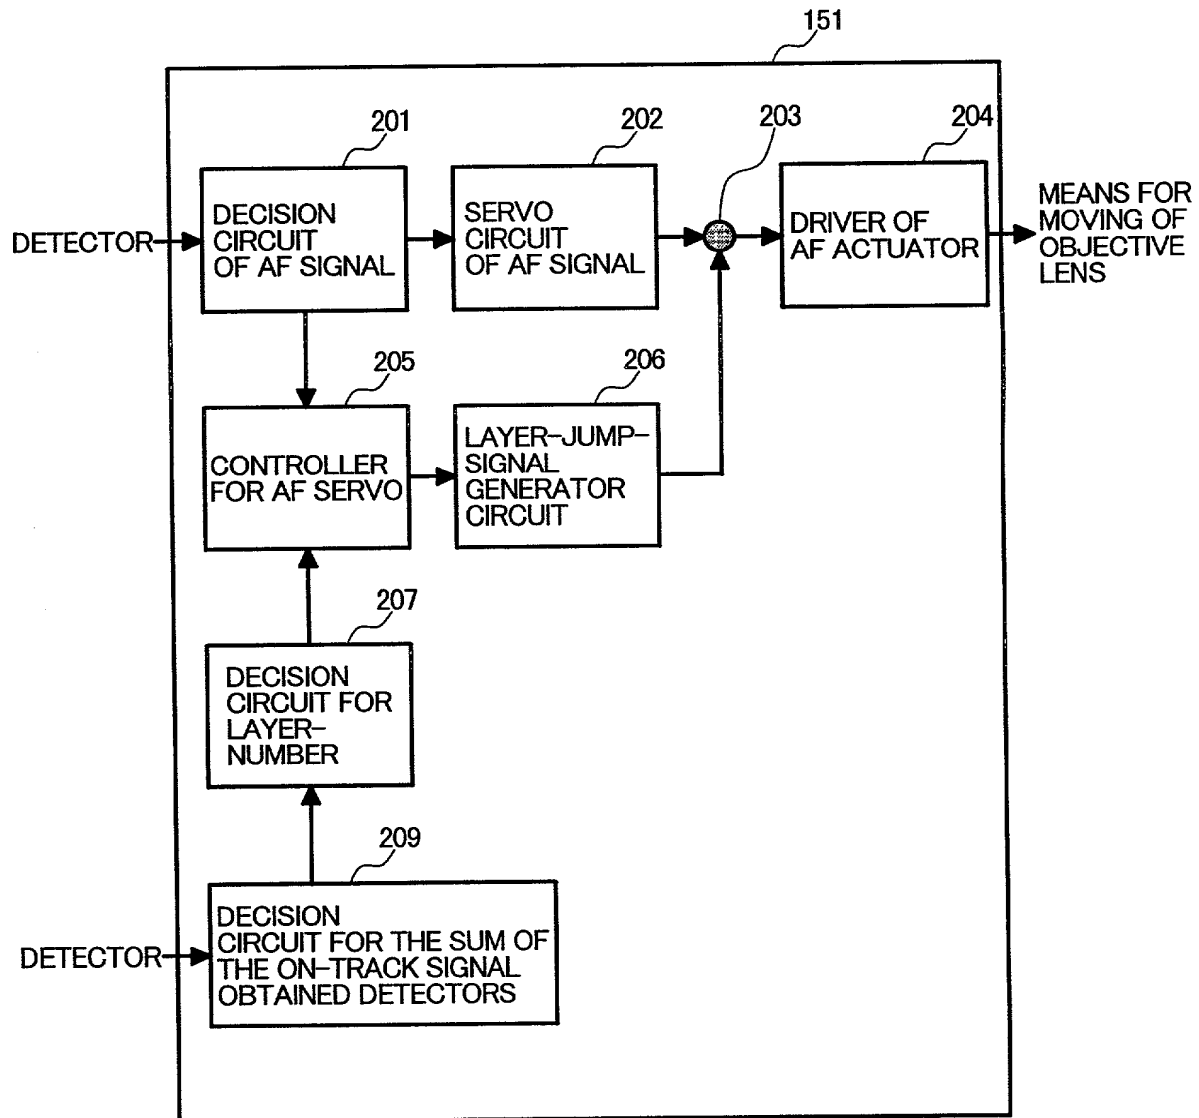 151
201
202
203
204
DETECTOR
DECISION
CIRCUIT
OF AF SIGNAL
SERVO
CIRCUIT
OF AF SIGNAL
DRIVER OF
AF ACTUATOR
MEANS FOR
MOVING OF
OBJECTIVE
LENS
205
206
CONTROLLER
FOR AF SERVO
LAYER-JUMP-
SIGNAL
GENERATOR
CIRCUIT
207
DECISION
CIRCUIT FOR
LAYER-
NUMBER
209
DETECTOR
DECISION
CIRCUIT FOR THE SUM OF
THE ON-TRACK SIGNAL
OBTAINED DETECTORS